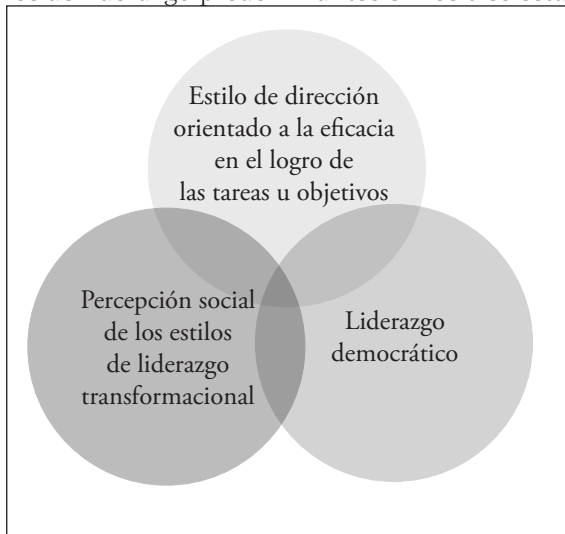 Estilo de dirección
orientado a la eficacia
en el logro de
las tareas u objetivos
Percepción social
de los estilos
de liderazgo
transformacional
Liderazgo
democrático